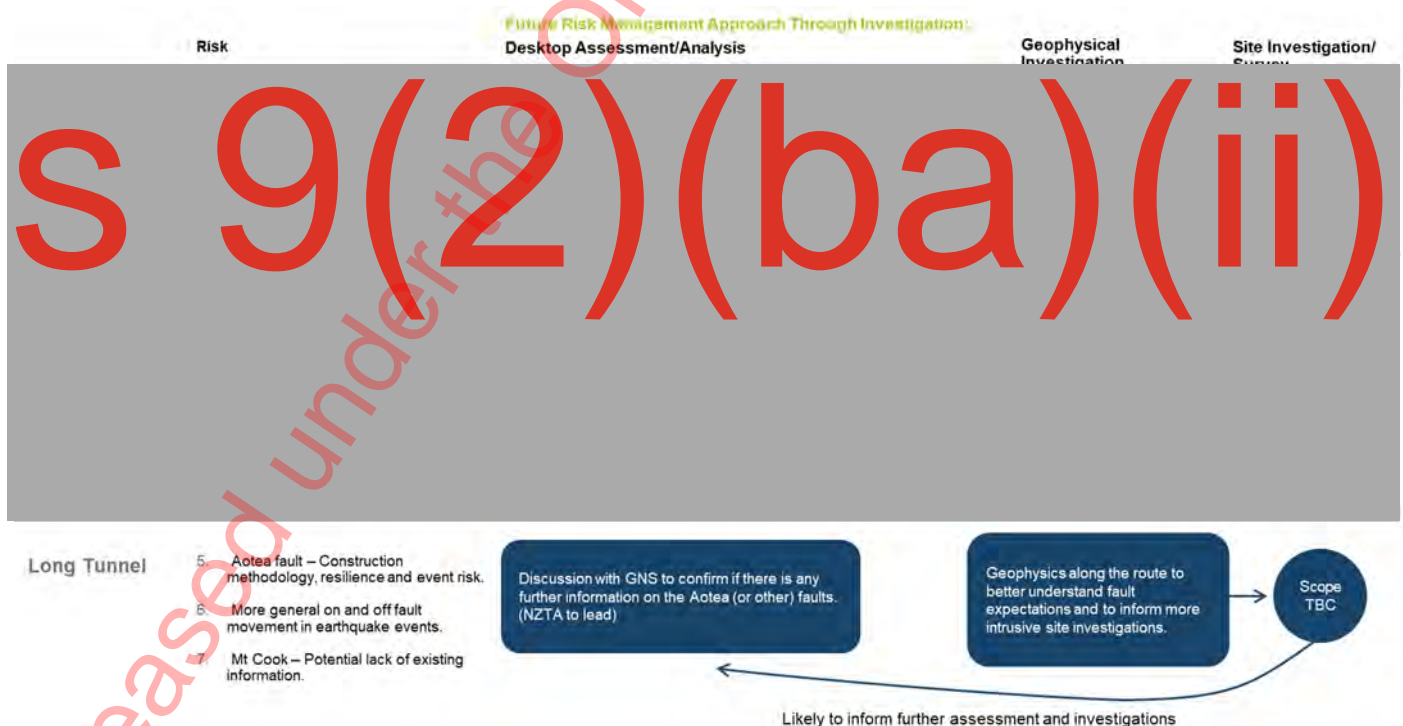 Future Risk Management Approach Through Investigation:
Risk
Desktop Assessment/Analysis
Geophysical
Investigation
Site Investigation/
Survey
s 9(2)(ba)(ii)
Long Tunnel
5. Aotea fault – Construction
methodology, resilience and event risk.
6. More general on and off fault
movement in earthquake events.
7. Mt Cook – Potential lack of existing
information.
Discussion with GNS to confirm if there is any
further information on the Aotea (or other) faults.
(NZTA to lead)
Geophysics along the route to
better understand fault
expectations and to inform more
intrusive site investigations.
Scope
TBC
Likely to inform further assessment and investigations
eased under the O